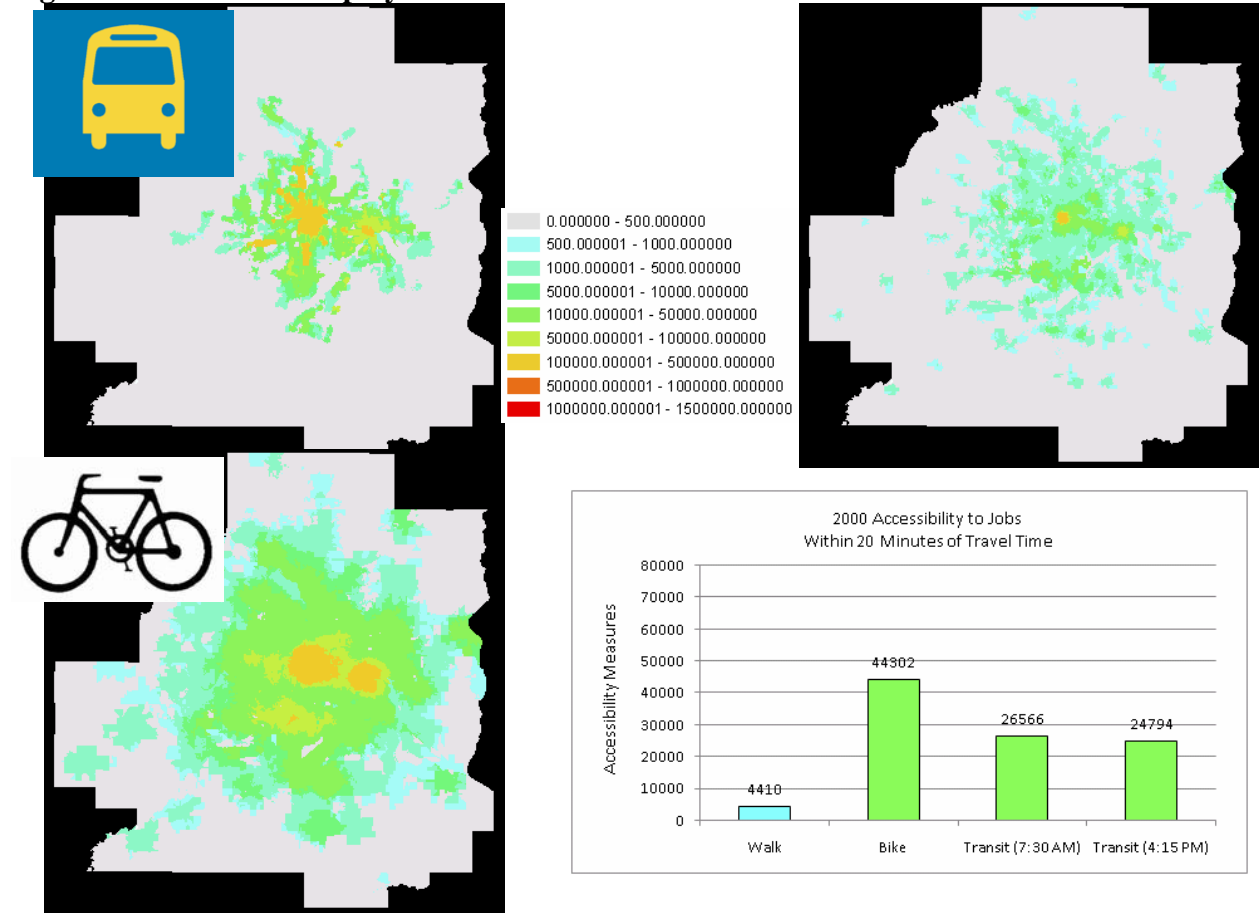 0.000000 - 500.000000
500.000001 - 1000.000000
1000.000001 - 5000.000000
5000.000001 - 10000.000000
10000.000001 - 50000.000000
50000.000001 - 100000.000000
100000.000001 - 500000.000000
500000.000001 - 1000000.000000
1000000.000001 - 1500000.000000
2000 Accessibility to Jobs
Within 20 Minutes of Travel Time
Accessibility Measures
80000
70000
60000
50000
40000
30000
20000
10000
0
4410
44302
26566
24794
Walk
Bike
Transit (7:30 AM)
Transit (4:15 PM)